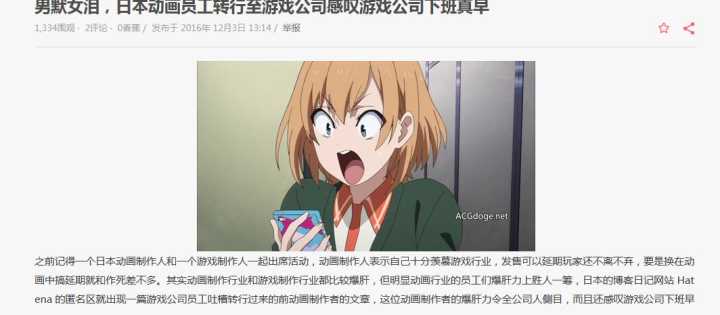 男默女泪，日本动画员工转行至游戏公司感叹游戏公司下班真早
1,334围观 · 2评论 · 0香蕉 / 发布于 2016年 12月3日 13:14 / 举报
ACGdoge.net
之前记得一个日本动画制作人和一个游戏制作人一起出席活动，动画制作人表示自己十分羡慕游戏行业，发售可以延期玩家还不离不弃，要是换在动
画中搞延期就和作死差不多。其实动画制作行业和游戏制作行业都比较爆肝，但明显动画行业的员工们爆肝力上胜人一筹，日本的博客日记网站 Hat
ena 的匿名区就出现一篇游戏公司员工吐槽转行过来的前动画制作者的文章，这位动画制作者的爆肝力令全公司人侧目，而且还感叹游戏公司下班早